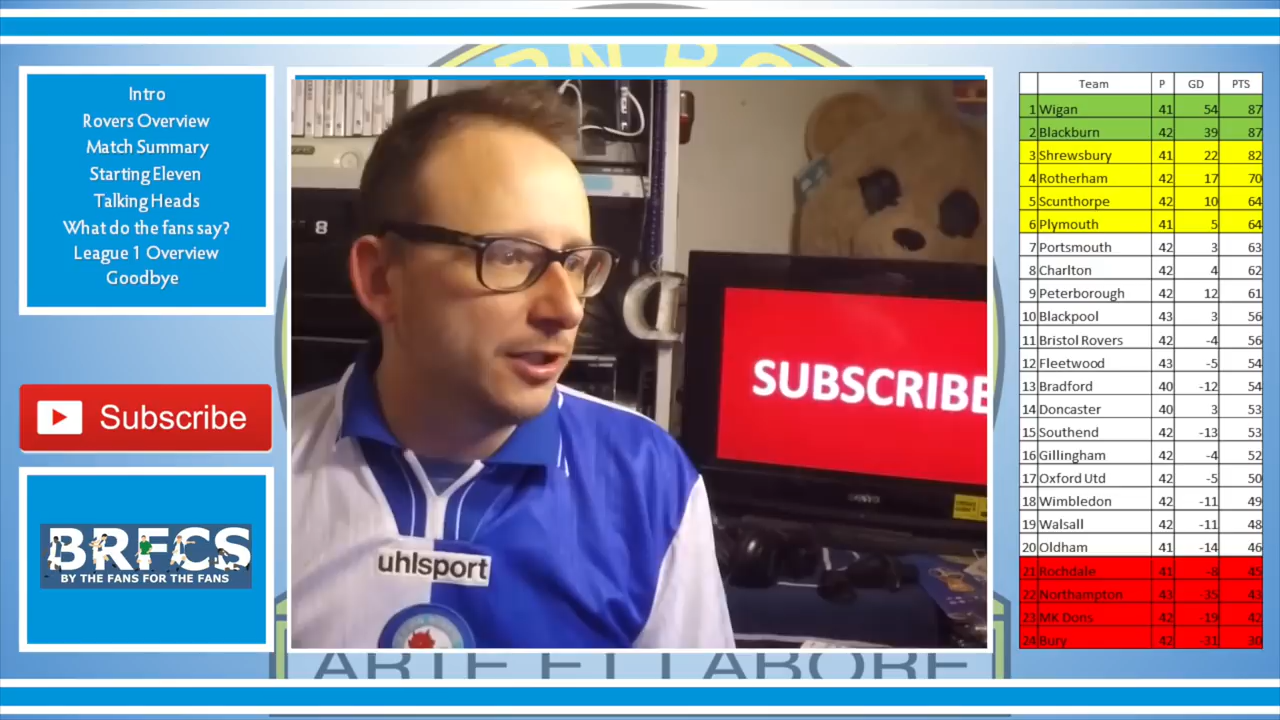 RN RO
Intro
Rovers Overview
Match Summary
Starting Eleven
Talking Heads
What do the fans say?
League 1 Overview
Goodbye
Subscribe
BRFCS
BY THE FANS FOR THE FANS
8
SUBSCRIBE
uhlsport
ARTE ET LABORE
Team P GD PTS
1 Wigan 41 54 87
2 Blackburn 42 39 87
3 Shrewsbury 41 22 82
4 Rotherham 42 17 70
5 Scunthorpe 42 10 64
6 Plymouth 41 5 64
7 Portsmouth 42 3 63
8 Charlton 42 4 62
9 Peterborough 42 12 61
10 Blackpool 43 3 56
11 Bristol Rovers 42 -4 56
12 Fleetwood 43 -5 54
13 Bradford 40 -12 54
14 Doncaster 40 3 53
15 Southend 42 -13 53
16 Gillingham 42 -4 52
17 Oxford Utd 42 -5 50
18 Wimbledon 42 -11 49
19 Walsall 42 -11 48
20 Oldham 41 -14 46
21 Rochdale 41 -8 45
22 Northampton 43 -35 43
23 MK Dons 42 -19 42
24 Bury 42 -31 30